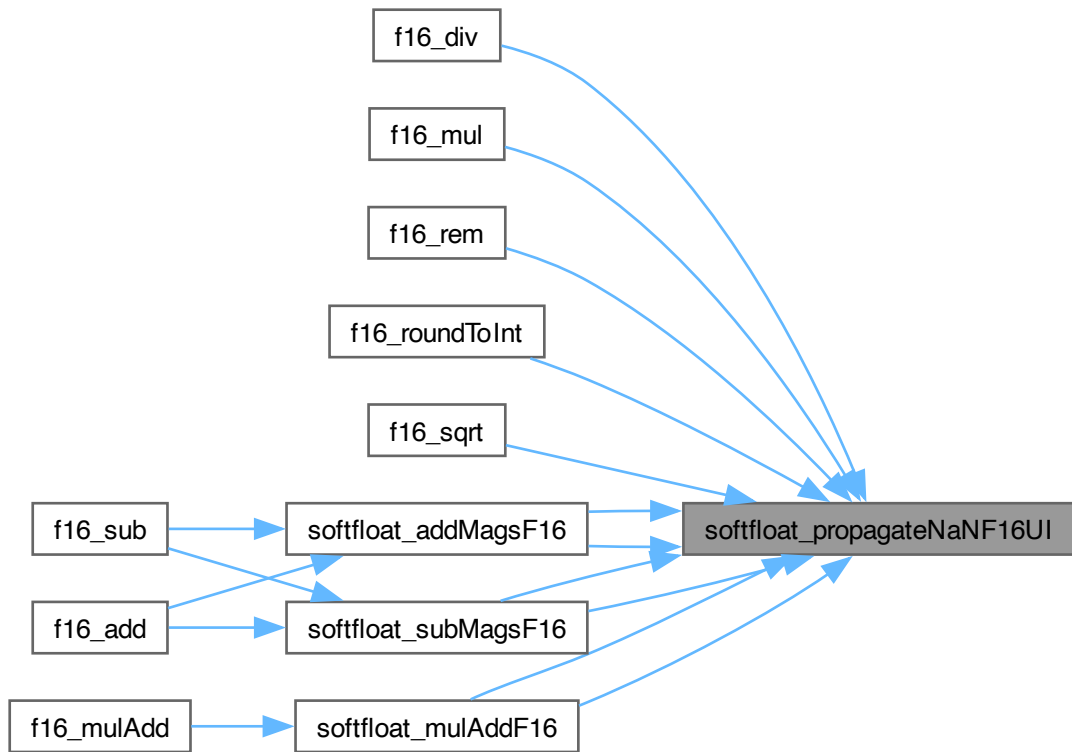 f16_div
f16_mul
f16_rem
f16_roundToInt
f16_sqrt
f16_sub
softfloat_addMagsF16
softfloat_propagateNaNF16UI
f16_add
softfloat_subMagsF16
f16_mulAdd
softfloat_mulAddF16